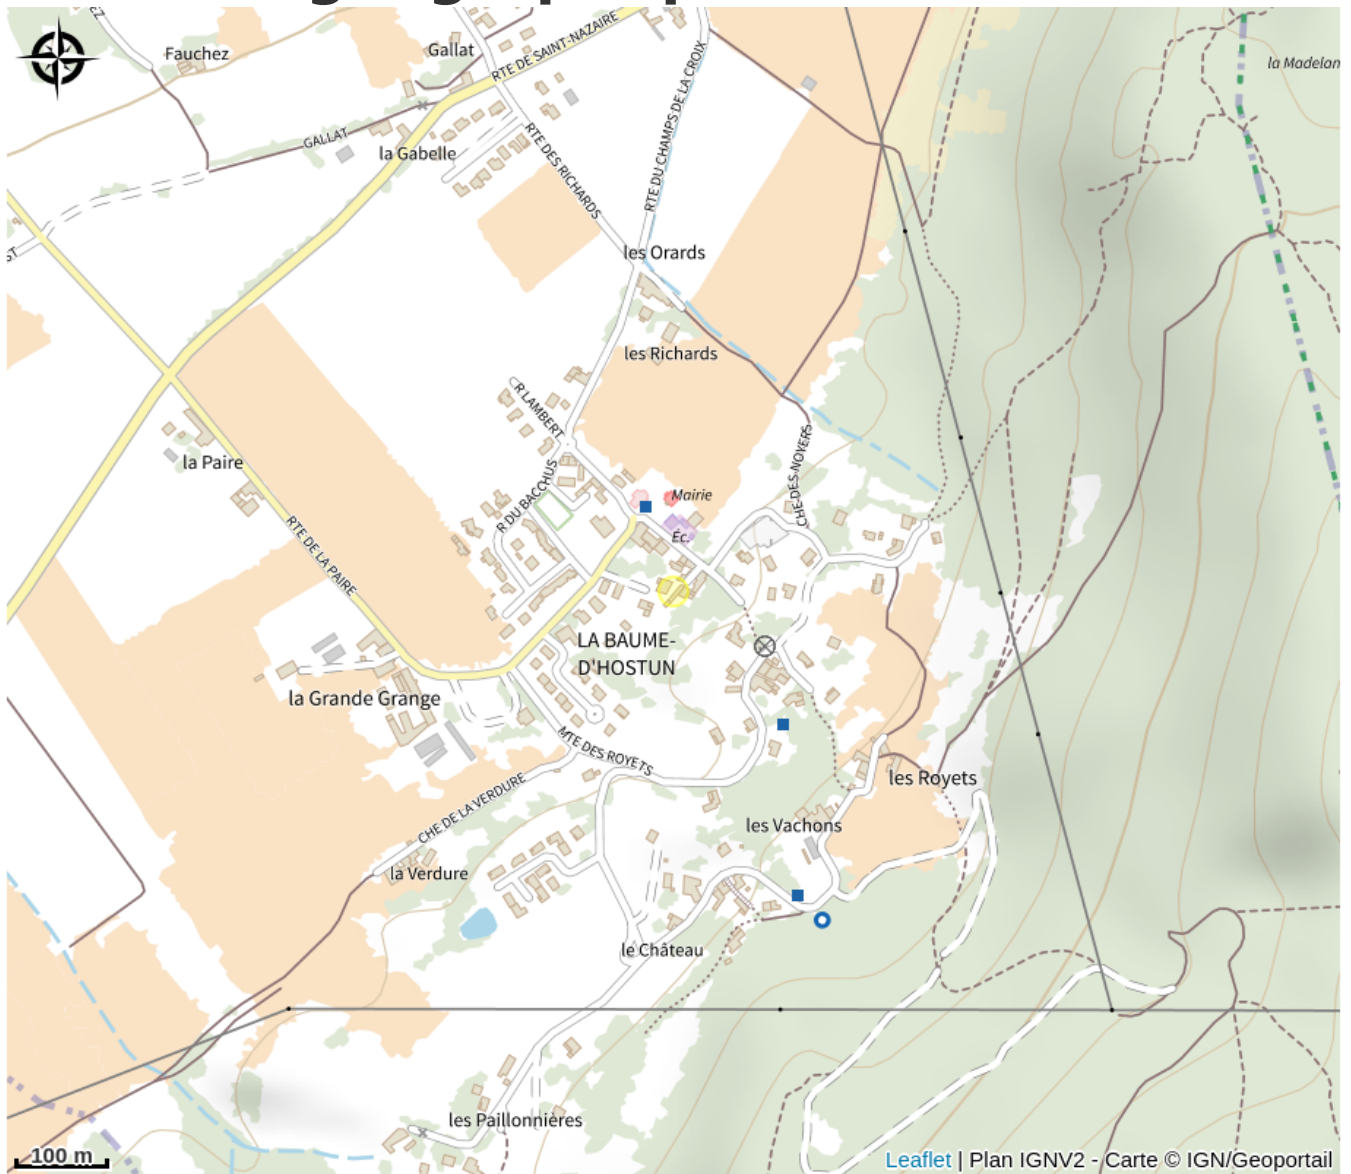 Fauchez
Gallat
RTE DE SAINT-NAZAIRE
la Madelan
RTE DU CHAMPS DE LA CROIX
GALLAT
la Gabelle
RTE DES RICHARDS
ST
les Orards
les Richards
R LAMBERT
la Paire
R DU BACCHUS
CHE DES NOYERS
Mairie
Éc.
RTE DE LA PAIRE
LA BAUME-
D'HOSTUN
la Grande Grange
MTE DES ROYETS
les Royets
CHE DE LA VERDURE
les Vachons
la Verdure
le Château
les Paillonnières
100 m
Leaflet | Plan IGNV2 - Carte © IGN/Geoportail